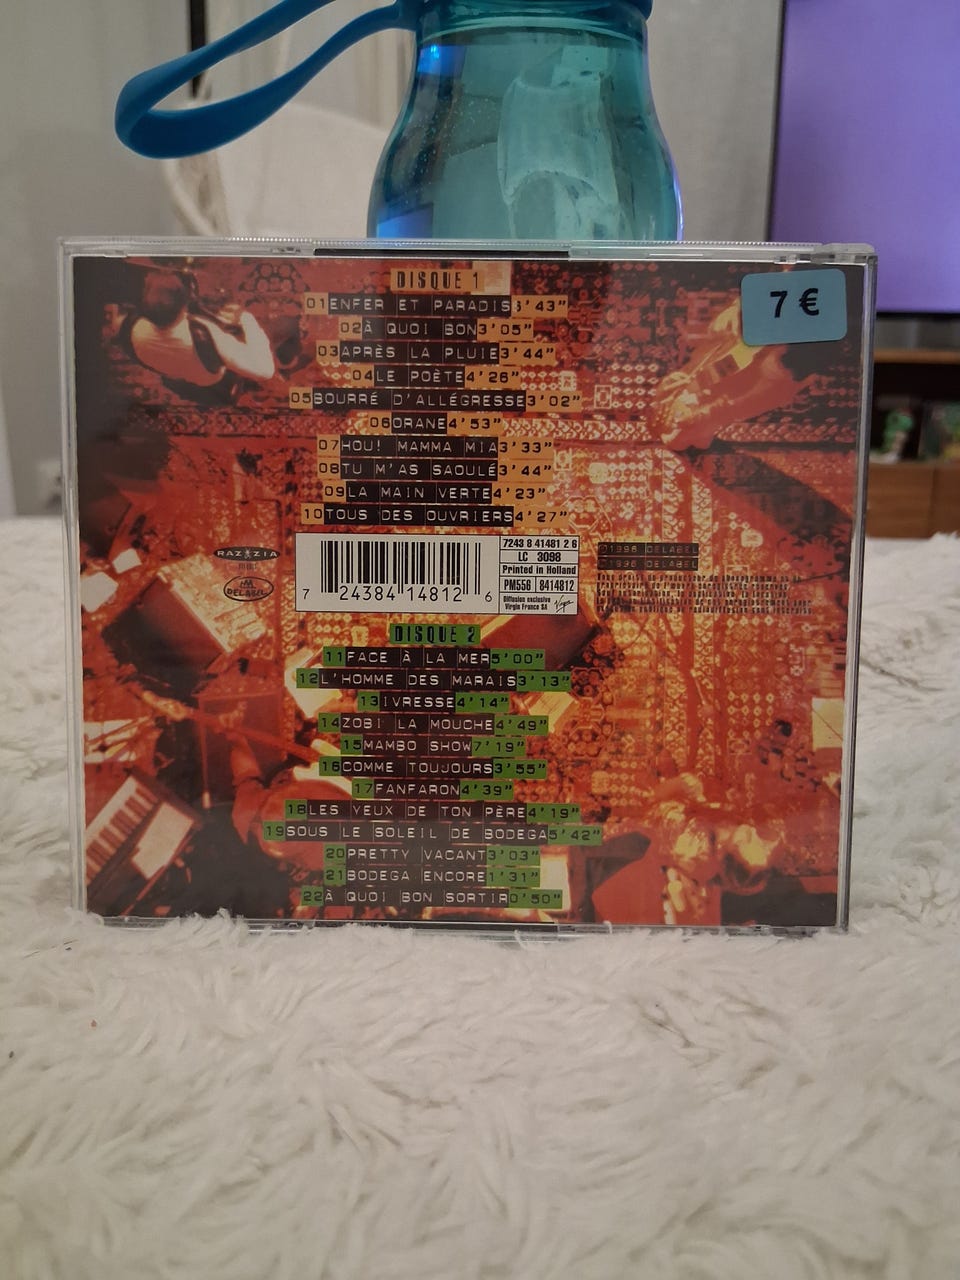 7 €
DISQUE 1
01 ENFER ET PARADIS 6'43"
02 À QUOI BON 3'05"
03 APRÈS LA PLUIE 3'44"
04 LE POÈTE 4'26"
05 BOURRÉ D'ALLÉGRESSE 3'02"
06 ORANE 4'53"
07 HOU! MAMMA MIA 3'33"
08 TU M'AS SAOULÉ 3'44"
09 LA MAIN VERTE 4'23"
10 TOUS DES OUVRIERS 4'27"
RAZZIA
DELABEL
7 24384 14812 6
7243 8 41481 2 6
LC 3098
Printed in Holland
PM556 8414812
Diffusion exclusive
Virgin France SA Virgin
©1996 DELABEL
1996 DELABEL
DISQUE 2
11 FACE À LA MER 5'00"
12 L'HOMME DES MARAIS 3'13"
13 IVRESSE 4'14"
14 ZOBI LA MOUCHE 4'49"
15 MAMBO SHOW 7'19"
16 COMME TOUJOURS 3'55"
17 FANFARON 4'39"
18 LES YEUX DE TON PÈRE 4'19"
19 SOUS LE SOLEIL DE BODEGA 5'42"
20 PRETTY VACANT 3'03"
21 BODEGA ENCORE 1'31"
22 À QUOI BON SORTIR 0'50"